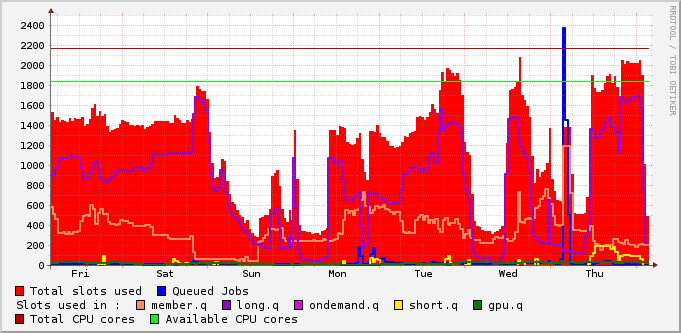 RRDTOOL / TOBI OETIKER
2400
2200
2000
1800
1600
1400
1200
1000
800
600
400
200
0
Fri Sat Sun Mon Tue Wed Thu
Total slots used Queued Jobs
Slots used in : member.q long.q ondemand.q short.q gpu.q
Total CPU cores Available CPU cores